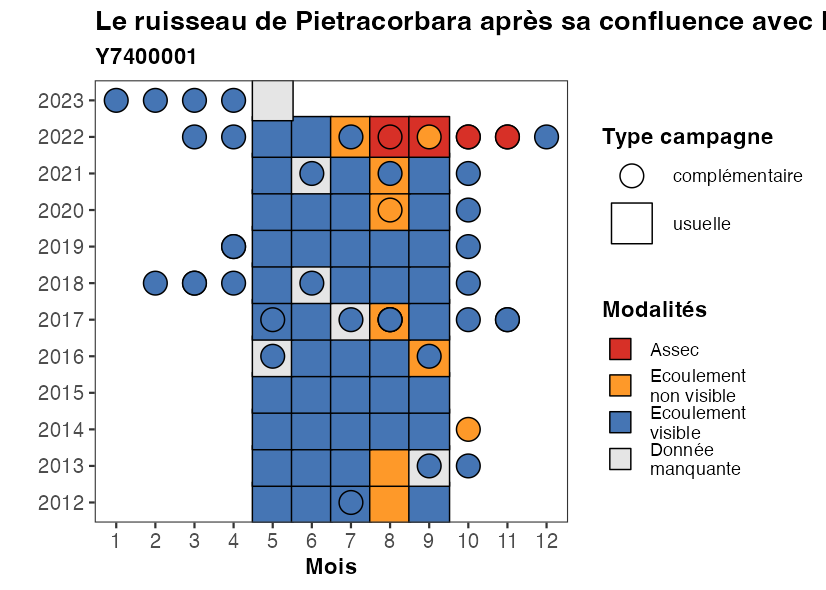 Le ruisseau de Pietracorbara après sa confluence avec l
Y7400001
2023
2022
2021
2020
2019
2018
2017
2016
2015
2014
2013
2012
1 2 3 4 5 6 7 8 9 10 11 12
Mois
Type campagne
complémentaire
usuelle
Modalités
Assec
Ecoulement
non visible
Ecoulement
visible
Donnée
manquante